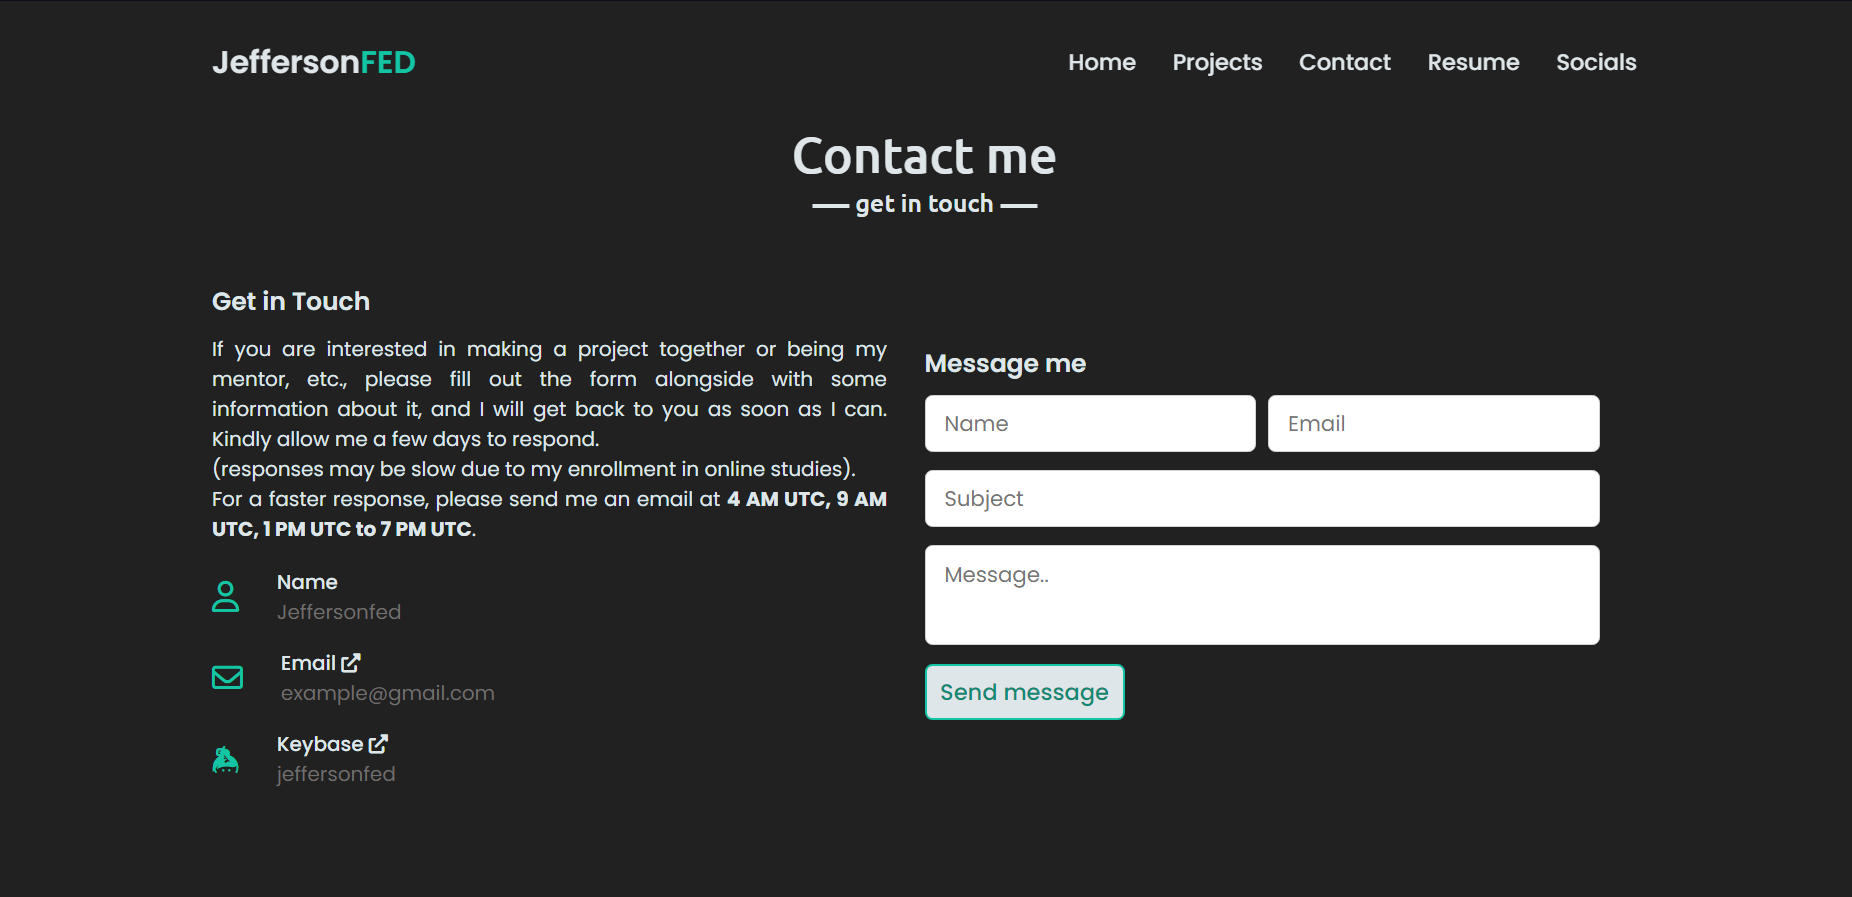 JeffersonFED
Home Projects Contact Resume Socials
Contact me
get in touch
Get in Touch
If you are interested in making a project together or being my
mentor, etc., please fill out the form alongside with some
information about it, and I will get back to you as soon as I can.
Kindly allow me a few days to respond.
(responses may be slow due to my enrollment in online studies).
For a faster response, please send me an email at 4 AM UTC, 9 AM
UTC, 1 PM UTC to 7 PM UTC.
Name
Jeffersonfed
Email
example@gmail.com
Keybase
jeffersonfed
Message me
Name
Email
Subject
Message..
Send message